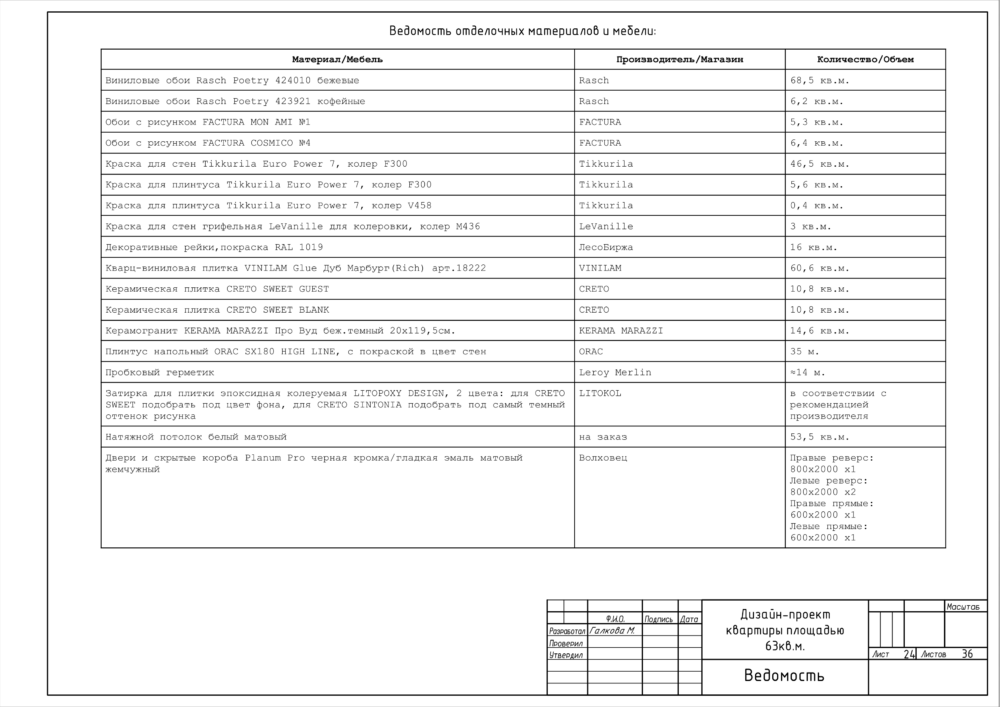 Ведомость отделочных материалов и мебели:
Материал/Мебель Производитель/Магазин Количество/Объем
Виниловые обои Rasch Poetry 424010 бежевые Rasch 68,5 кв.м.
Виниловые обои Rasch Poetry 423921 кофейные Rasch 6,2 кв.м.
Обои с рисунком FACTURA MON AMI №1 FACTURA 5,3 кв.м.
Обои с рисунком FACTURA COSMICO №4 FACTURA 6,4 кв.м.
Краска для стен Tikkurila Euro Power 7, колер F300 Tikkurila 46,5 кв.м.
Краска для плинтуса Tikkurila Euro Power 7, колер F300 Tikkurila 5,6 кв.м.
Краска для плинтуса Tikkurila Euro Power 7, колер V458 Tikkurila 0,4 кв.м.
Краска для стен грифельная LeVanille для колеровки, колер M436 LeVanille 3 кв.м.
Декоративные рейки,покраска RAL 1019 ЛесоБиржа 16 кв.м.
Кварц-виниловая плитка VINILAM Glue Дуб Марбург(Rich) арт.18222 VINILAM 60,6 кв.м.
Керамическая плитка CRETO SWEET GUEST CRETO 10,8 кв.м.
Керамическая плитка CRETO SWEET BLANK CRETO 10,8 кв.м.
Керамогранит KERAMA MARAZZI Про Вуд беж.темный 20x119,5см. KERAMA MARAZZI 14,6 кв.м.
Плинтус напольный ORAC SX180 HIGH LINE, с покраской в цвет стен ORAC 35 м.
Пробковый герметик Leroy Merlin ≈14 м.
Затирка для плитки эпоксидная колеруемая LITOPOXY DESIGN, 2 цвета: для CRETO LITOKOL в соответствии с
SWEET подобрать под цвет фона, для CRETO SINTONIA подобрать под самый темный рекомендацией
оттенок рисунка производителя
Натяжной потолок белый матовый на заказ 53,5 кв.м.
Двери и скрытые короба Planum Pro черная кромка/гладкая эмаль матовый Волховец Правые реверс:
жемчужный 800x2000 x1
Левые реверс:
800x2000 x2
Правые прямые:
600x2000 x1
Левые прямые:
600x2000 x1
Масштаб
Ф.И.О. Подпись Дата
Разработал Галкова М.
Проверил
Утвердил
Дизайн-проект
квартиры площадью
63кв.м.
Лист 24 Листов 36
Ведомость